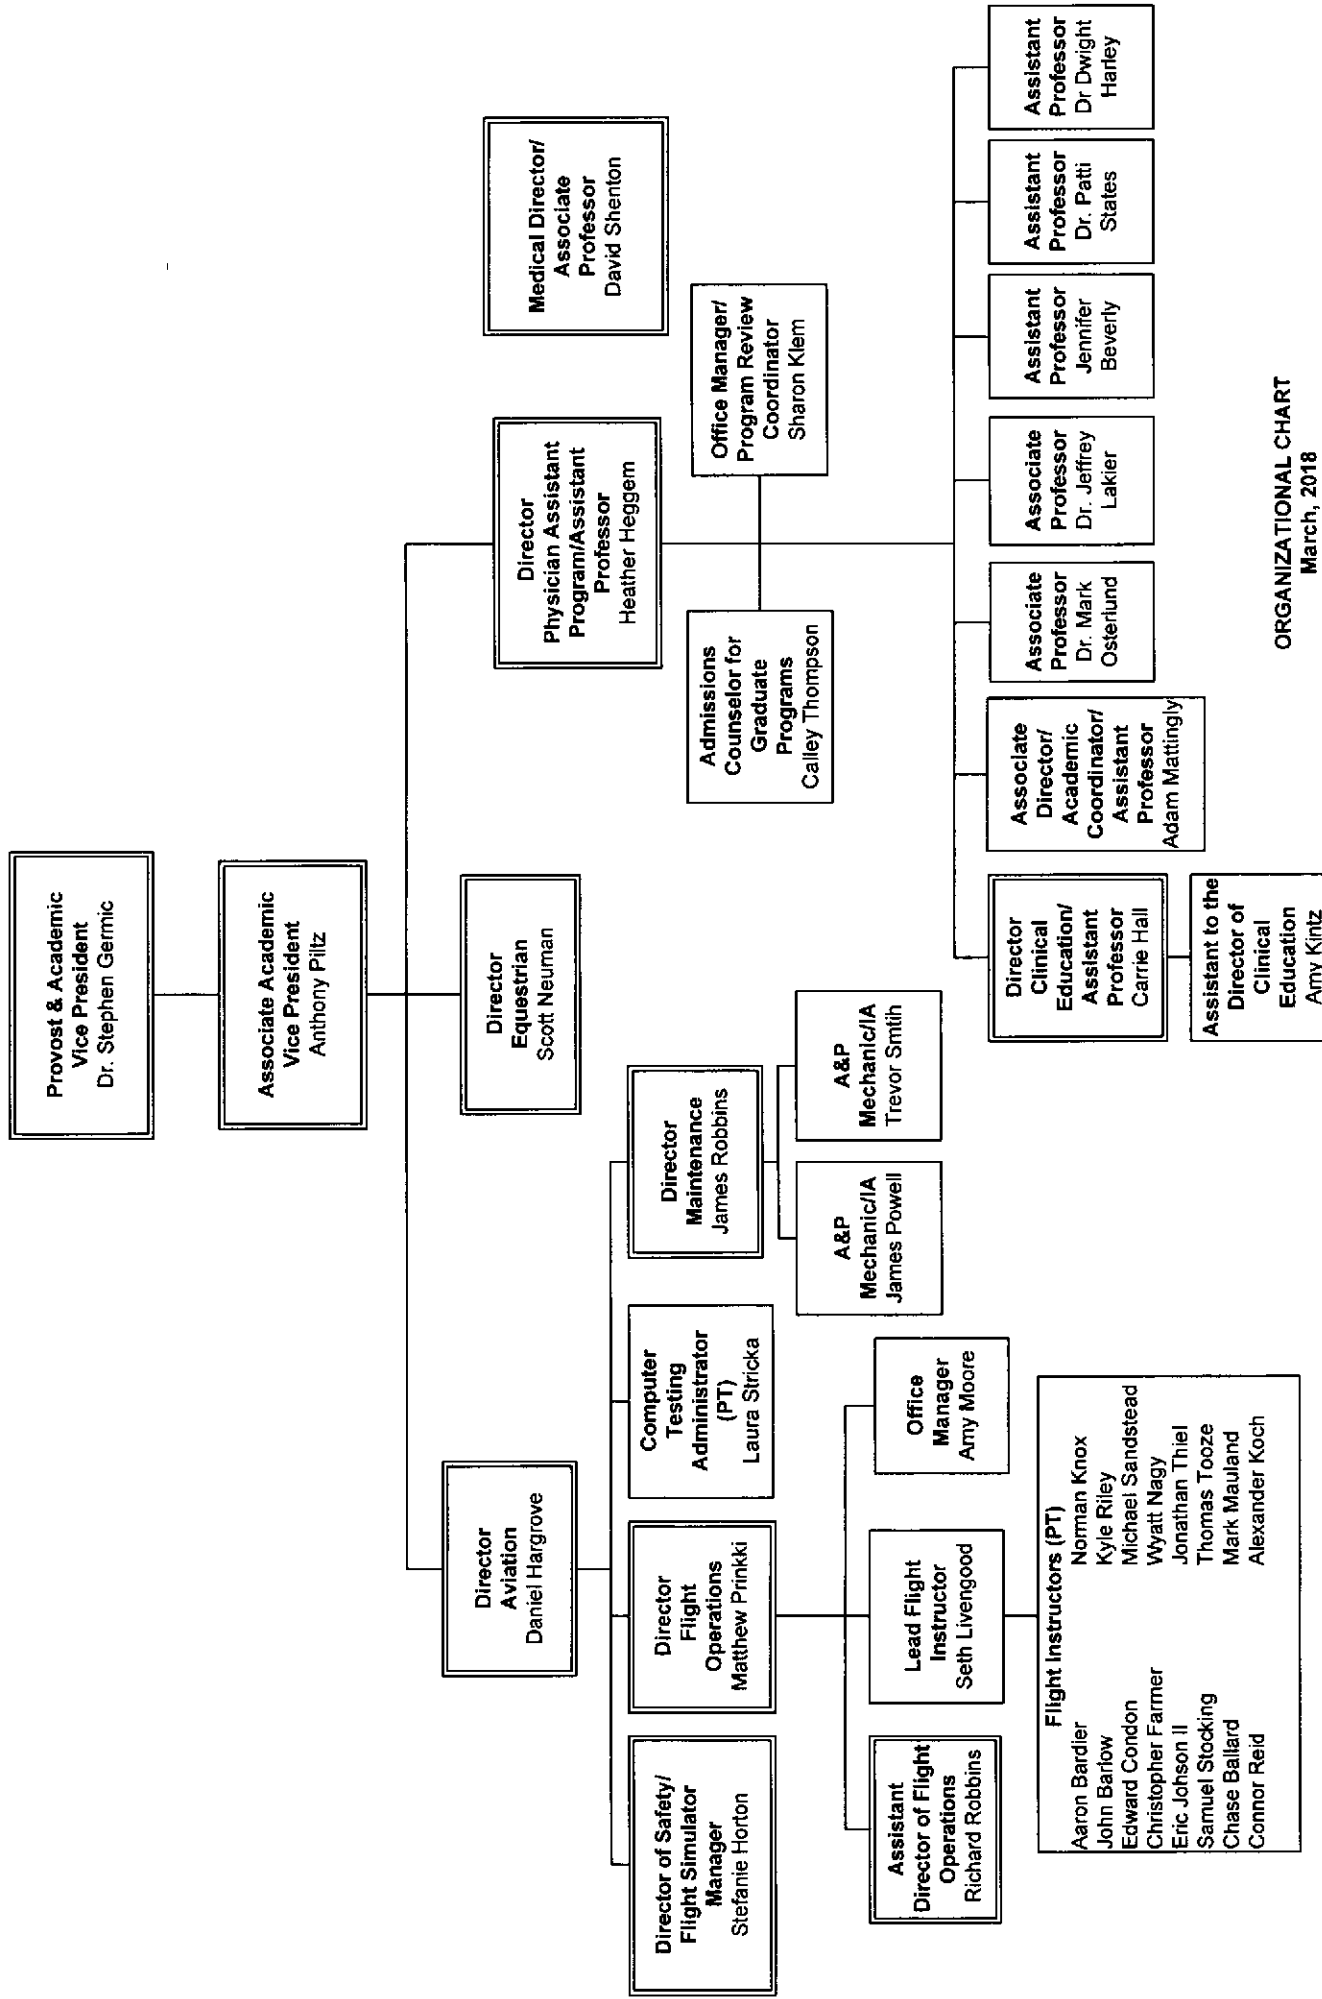 Provost & Academic
Vice President
Dr. Stephen Germic
Associate Academic
Vice President
Anthony Piltz
Director
Aviation
Daniel Hargrove
Director
Equestrian
Scott Neuman
Director
Physician Assistant
Program/Assistant
Professor
Heather Heggem
Medical Director/
Associate
Professor
David Shenton
Director of Safety/
Flight Simulator
Manager
Stefanie Horton
Director
Flight
Operations
Matthew Prinkki
Computer
Testing
Administrator
(PT)
Laura Stricka
Director
Maintenance
James Robbins
Admissions
Counselor for
Graduate
Programs
Calley Thompson
Office Manager/
Program Review
Coordinator
Sharon Klem
A&P
Mechanic/IA
James Powell
A&P
Mechanic/IA
Trevor Smtih
Assistant
Director of Flight
Operations
Richard Robbins
Lead Flight
Instructor
Seth Livengood
Office
Manager
Amy Moore
Director
Clinical
Education/
Assistant
Professor
Carrie Hall
Associate
Director/
Academic
Coordinator/
Assistant
Professor
Adam Mattingly
Associate
Professor
Dr. Mark
Osterlund
Associate
Professor
Dr. Jeffrey
Lakier
Assistant
Professor
Jennifer
Beverly
Assistant
Professor
Dr. Patti
States
Assistant
Professor
Dr Dwight
Harley
Flight Instructors (PT)
Aaron Bardier Norman Knox
John Barlow Kyle Riley
Edward Condon Michael Sandstead
Christopher Farmer Wyatt Nagy
Eric Johson II Jonathan Thiel
Samuel Stocking Thomas Tooze
Chase Ballard Mark Mauland
Connor Reid Alexander Koch
Assistant to the
Director of
Clinical
Education
Amy Kintz
ORGANIZATIONAL CHART
March, 2018